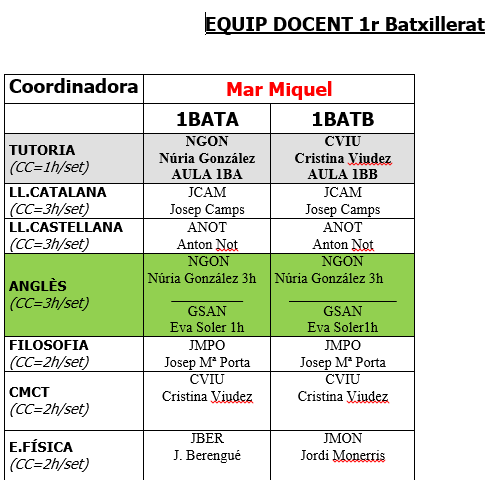 EQUIP DOCENT 1r Batxillerat
Coordinadora Mar Miquel
1BATA 1BATB
TUTORIA
(CC=1h/set)
NGON
Núria González
AULA 1BA
CVIU
Cristina Viudez
AULA 1BB
LL.CATALANA
(CC=3h/set)
JCAM
Josep Camps
JCAM
Josep Camps
LL.CASTELLANA
(CC=3h/set)
ANOT
Anton Not
ANOT
Anton Not
ANGLÈS
(CC=3h/set)
NGON
Núria González 3h
GSAN
Eva Soler 1h
NGON
Núria González 3h
GSAN
Eva Soler1h
FILOSOFIA
(CC=2h/set)
JMPO
Josep Mª Porta
JMPO
Josep Mª Porta
CMCT
(CC=2h/set)
CVIU
Cristina Viudez
CVIU
Cristina Viudez
E.FÍSICA
(CC=2h/set)
JBER
J. Berengué
JMON
Jordi Monerris